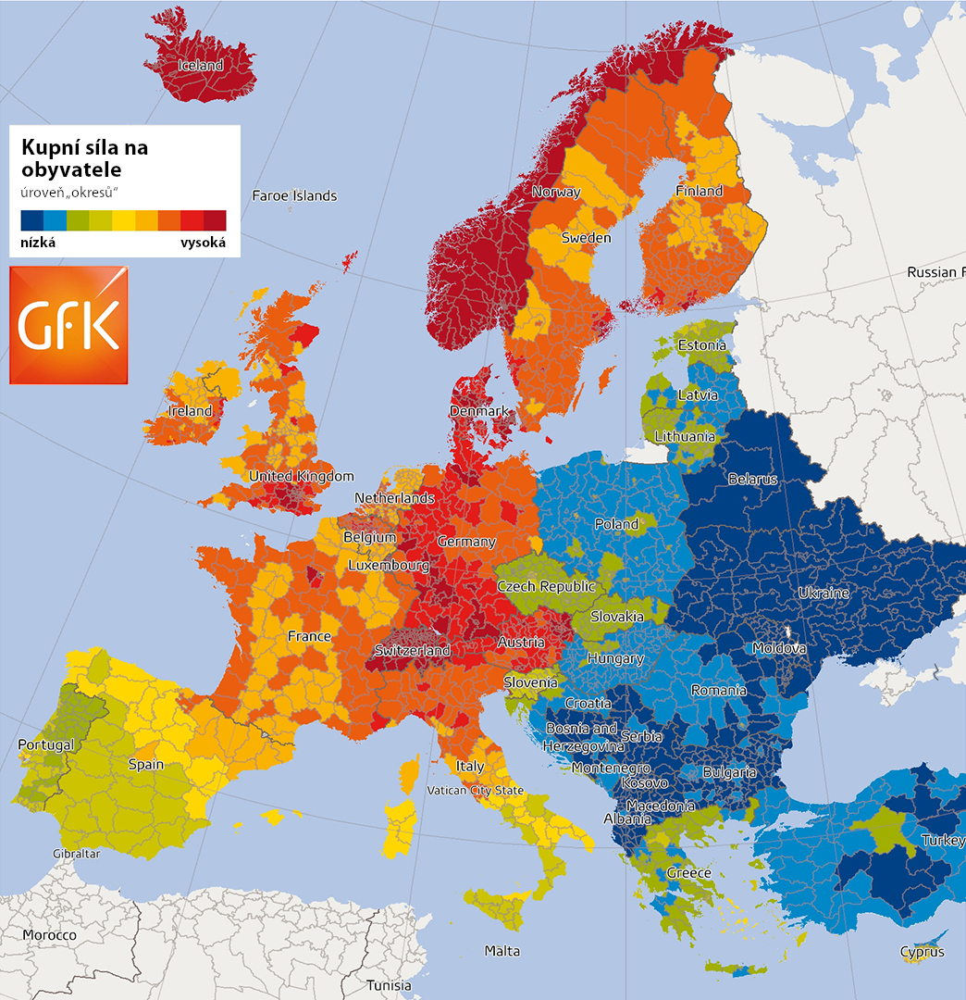 Iceland
Kupní síla na
obyvatele
úroveň „okresů“
nízká
vysoká
GfK
Faroe Islands
Norway
Finland
Sweden
Russian F
Estonia
Latvia
Lithuania
Ireland
Denmark
United Kingdom
Netherlands
Belarus
Belgium
Germany
Poland
Luxembourg
Czech Republic
Ukraine
Slovakia
France
Switzerland
Austria
Moldova
Hungary
Slovenia
Romania
Croatia
Bosnia and
Herzegovina
Serbia
Portugal
Spain
Italy
Montenegro
Kosovo
Bulgaria
Vatican City State
Macedonia
Albania
Gibraltar
Turkey
Greece
Morocco
Malta
Cyprus
Tunisia